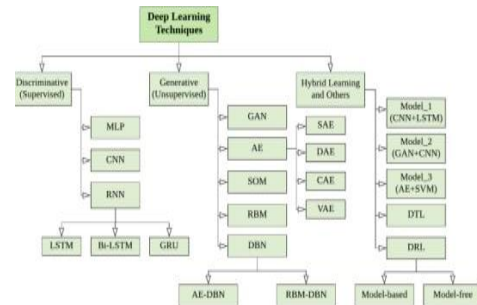 Deep Learning
Techniques
Discriminative
(Supervised)
Generative
(Unsupervised)
Hybrid Learning
and Others
MLP
CNN
RNN
LSTM
Bi-LSTM
GRU
GAN
AE
SOM
RBM
DBN
SAE
DAE
CAE
VAE
AE-DBN
RBM-DBN
Model_1
(CNN+LSTM)
Model_2
(GAN+CNN)
Model_3
(AE+SVM)
DTL
DRL
Model-based
Model-free